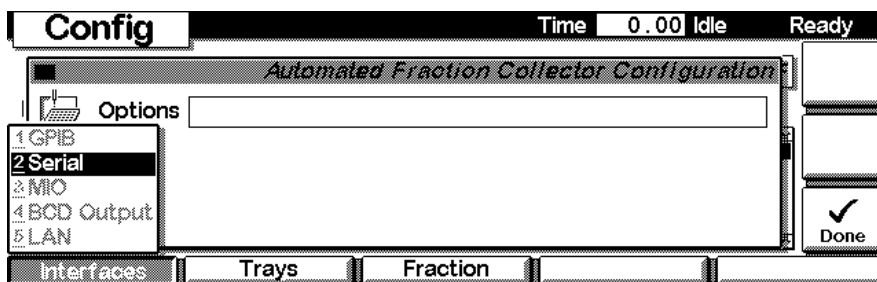 Config Time 0.00 Idle Ready
Automated Fraction Collector Configuration
Options
1 GPIB
2 Serial
3 MIO
4 BCD Output
5 LAN
Done
Interfaces Trays Fraction